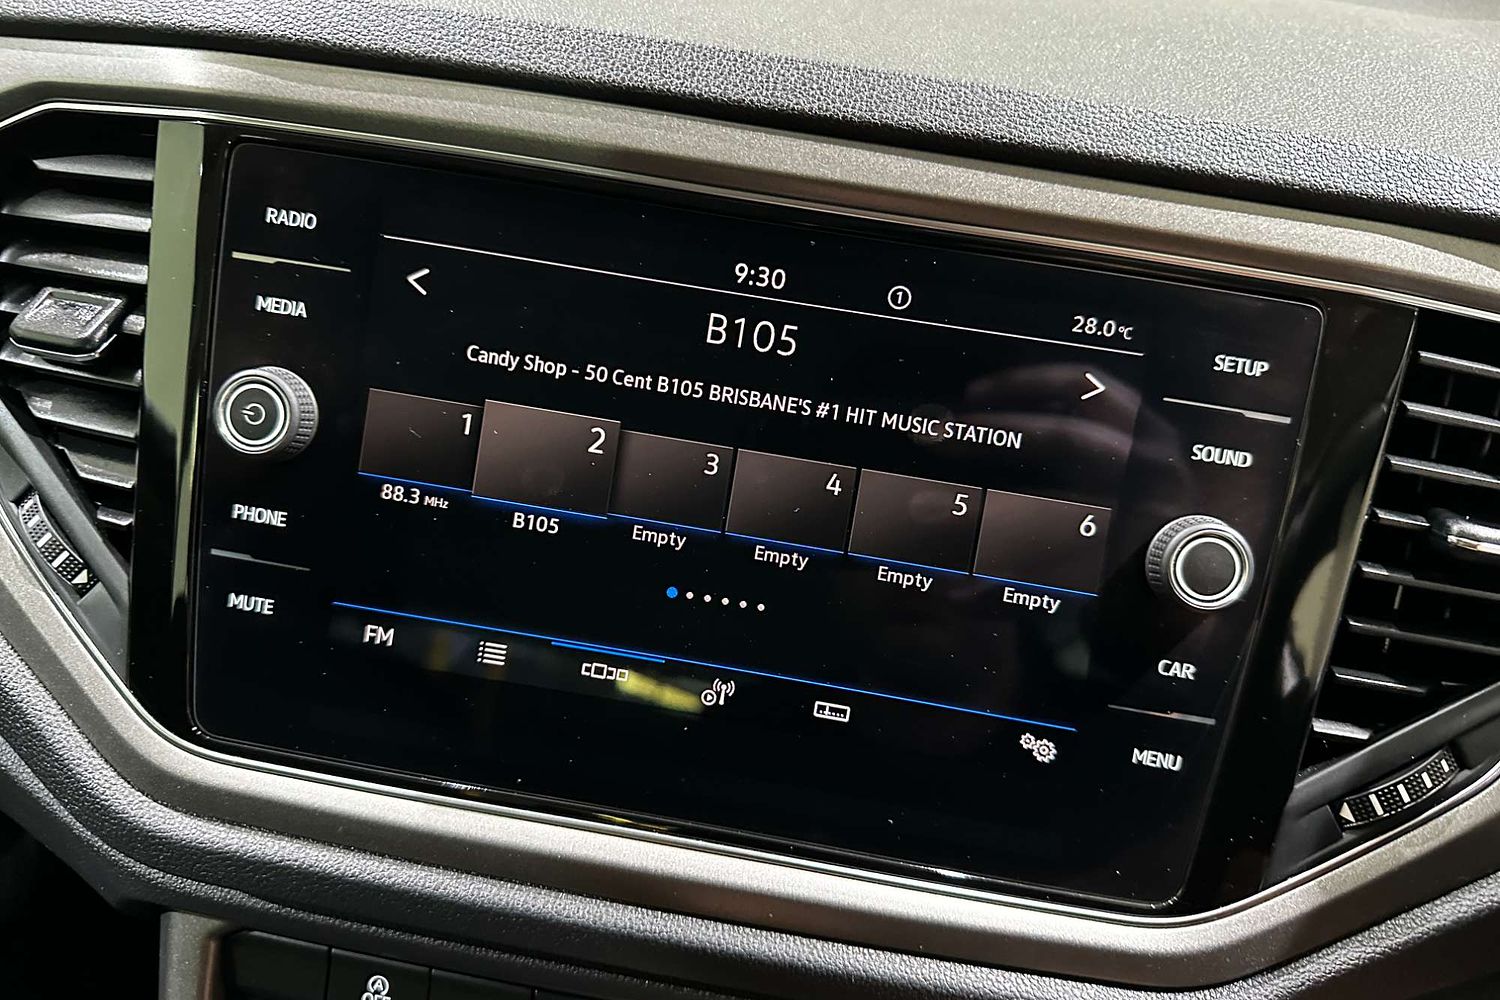 RADIO
MEDIA
PHONE
MUTE
9:30
1
28.0°C
B105
Candy Shop - 50 Cent B105 BRISBANE'S #1 HIT MUSIC STATION
1
2
3
4
5
6
88.3 MHz
B105
Empty
Empty
Empty
Empty
FM
SETUP
SOUND
CAR
MENU
A
OFF